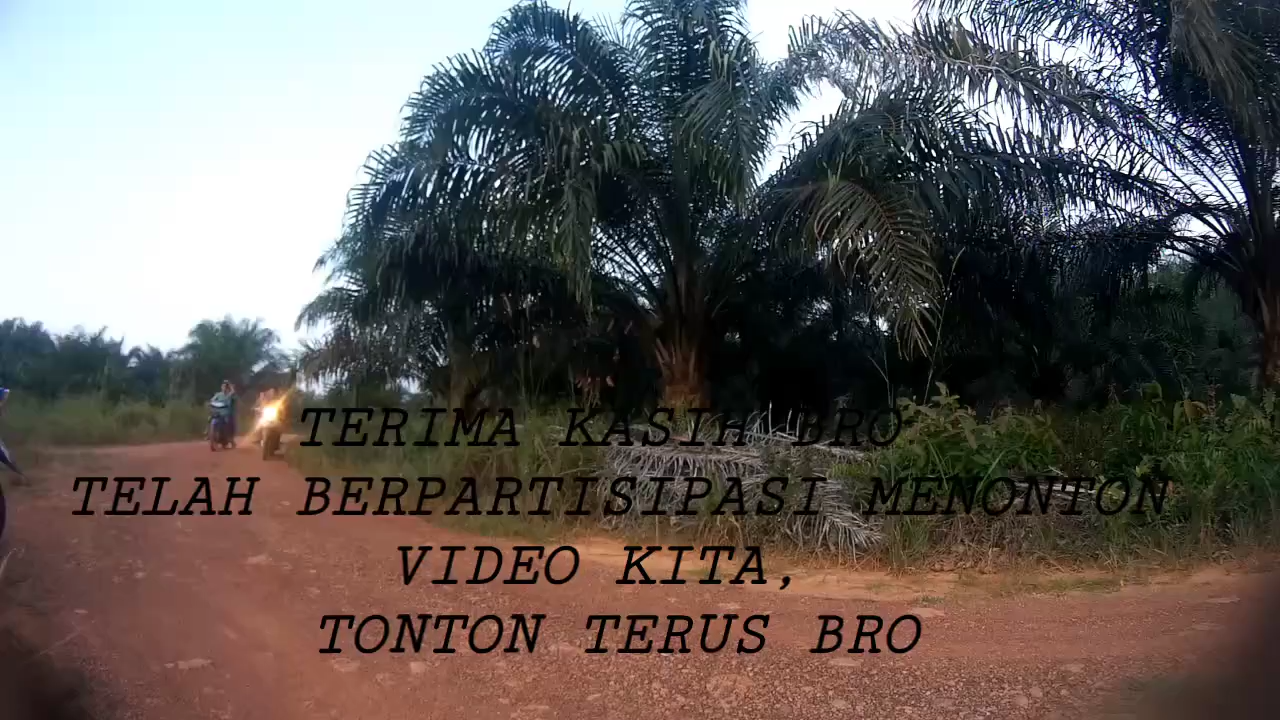 TERIMA KASIH BRO
TELAH BERPARTISIPASI MENONTON
VIDEO KITA,
TONTON TERUS BRO